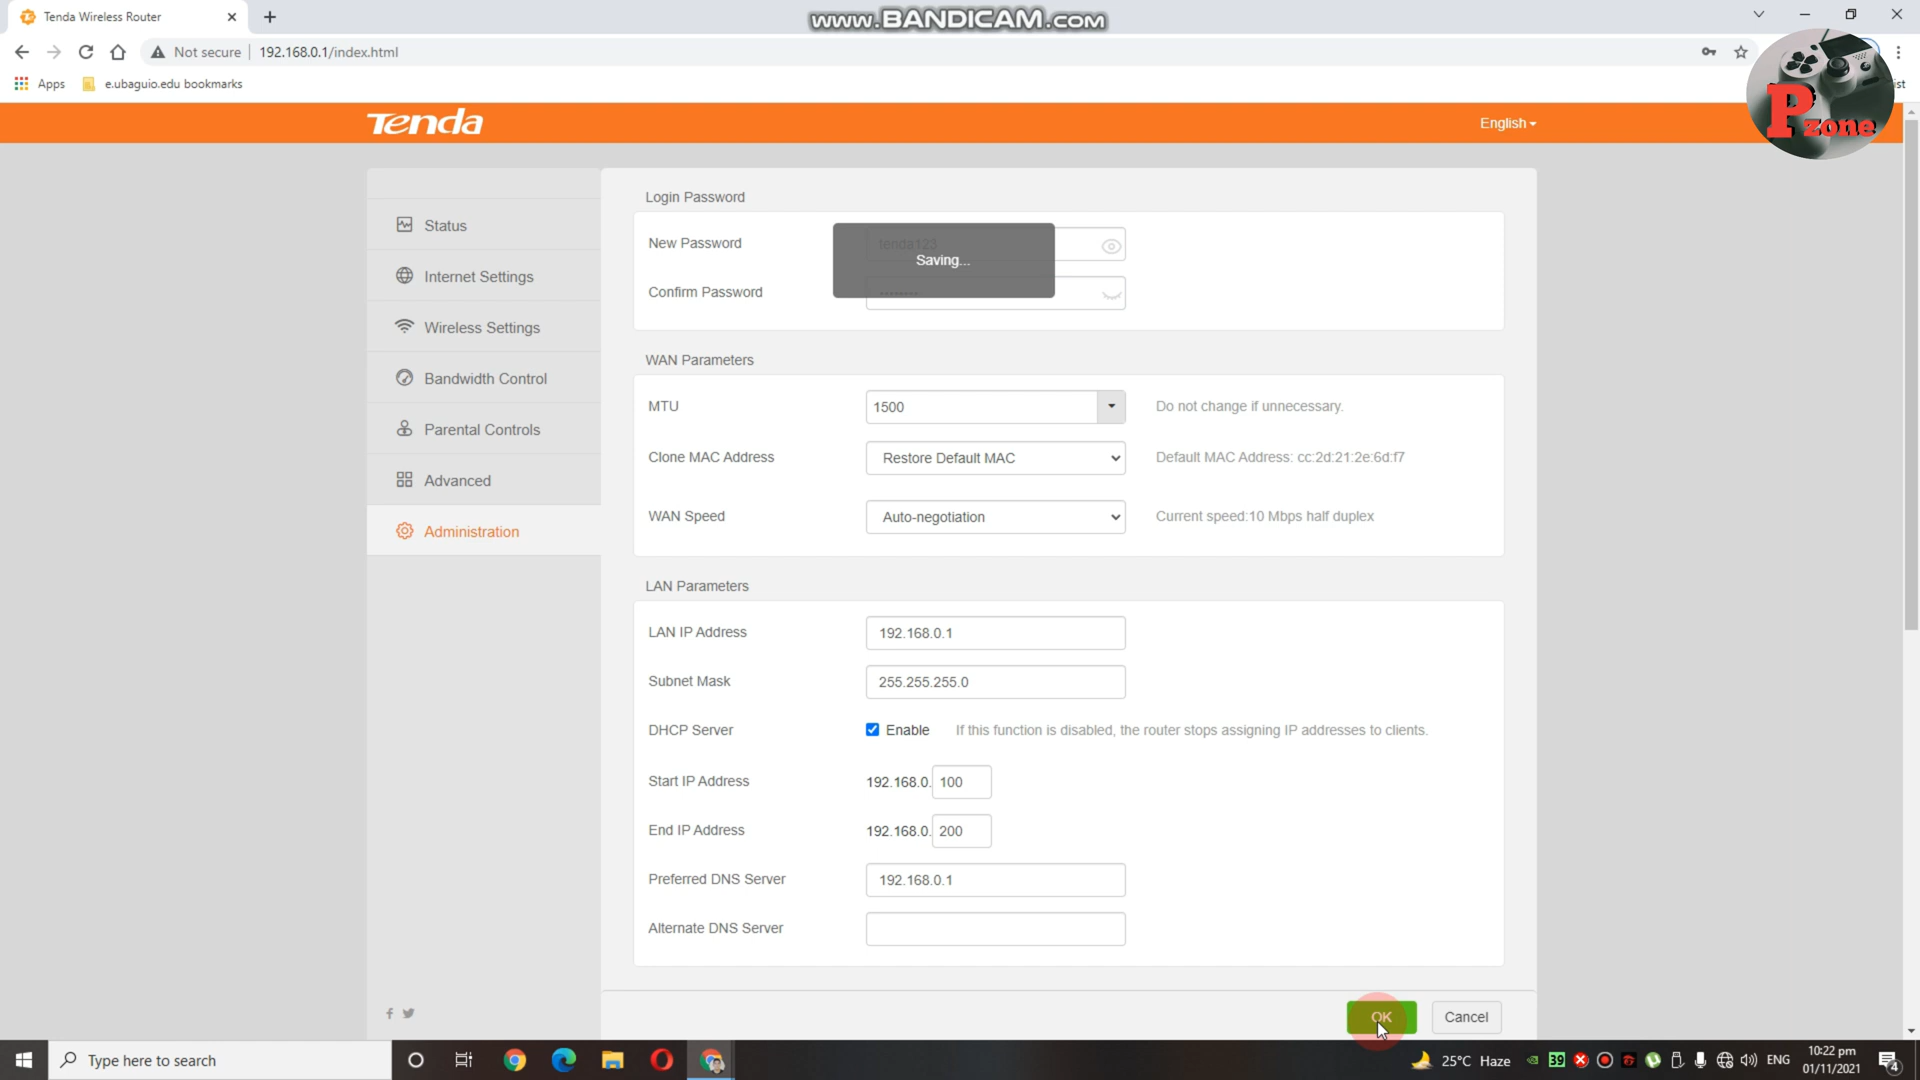 Tenda Wireless Router
www.BANDICAM.com
Not secure
192.168.0.1/index.html
Apps
e.ubaguio.edu bookmarks
P zone
Tenda
English
Status
Internet Settings
Wireless Settings
Bandwidth Control
Parental Controls
Advanced
Administration
Login Password
New Password
tenda123
Saving...
Confirm Password
WAN Parameters
MTU
1500
Do not change if unnecessary.
Clone MAC Address
Restore Default MAC
Default MAC Address: cc:2d:21:2e:6d:f7
WAN Speed
Auto-negotiation
Current speed:10 Mbps half duplex
LAN Parameters
LAN IP Address
192.168.0.1
Subnet Mask
255.255.255.0
DHCP Server
Enable
If this function is disabled, the router stops assigning IP addresses to clients.
Start IP Address
192.168.0. 100
End IP Address
192.168.0. 200
Preferred DNS Server
192.168.0.1
Alternate DNS Server
OK
Cancel
Type here to search
25°C Haze
39
ENG
10:22 pm
01/11/2021
4